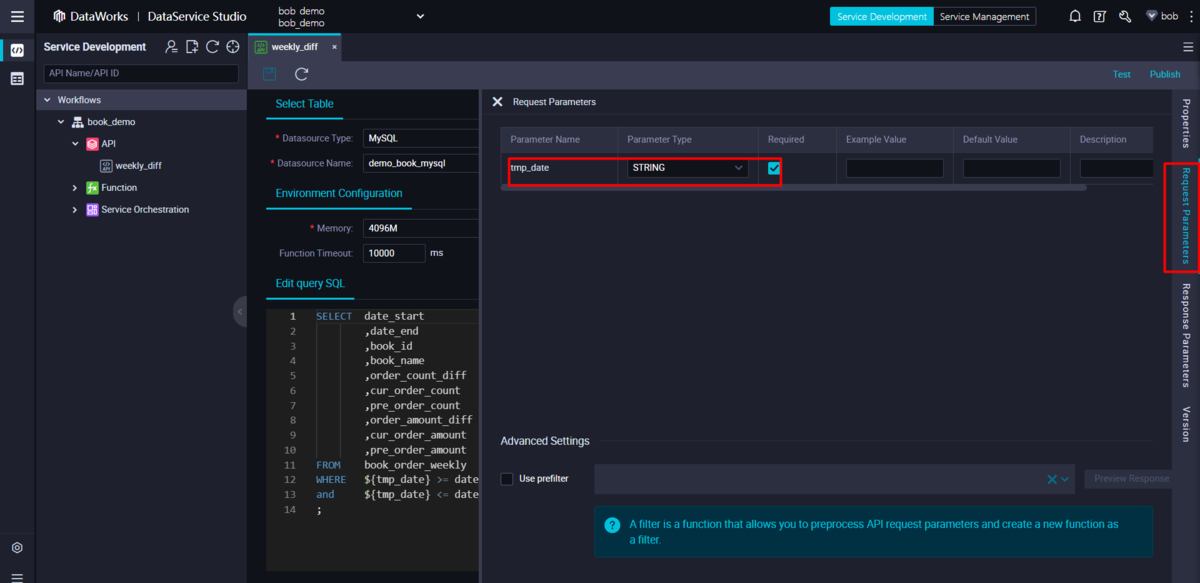 DataWorks | DataService Studio
bob demo
bob_demo
Service Development
Service Management
bob
Service Development
API Name/API ID
Workflows
book_demo
API
weekly_diff
Function
Service Orchestration
weekly_diff
Test
Publish
Select Table
* Datasource Type: MySQL
* Datasource Name: demo_book_mysql
Environment Configuration
* Memory: 4096M
Function Timeout: 10000 ms
Edit query SQL
1 SELECT date_start
2 ,date_end
3 ,book_id
4 ,book_name
5 ,order_count_diff
6 ,cur_order_count
7 ,pre_order_count
8 ,order_amount_diff
9 ,cur_order_amount
10 ,pre_order_amount
11 FROM book_order_weekly
12 WHERE ${tmp_date} >= date
13 and ${tmp_date} <= date
14 ;
Request Parameters
Parameter Name Parameter Type Required Example Value Default Value Description
tmp_date STRING
Advanced Settings
Use prefilter
Preview Response
A filter is a function that allows you to preprocess API request parameters and create a new function as
a filter.
Properties
Request Parameters
Response Parameters
Version